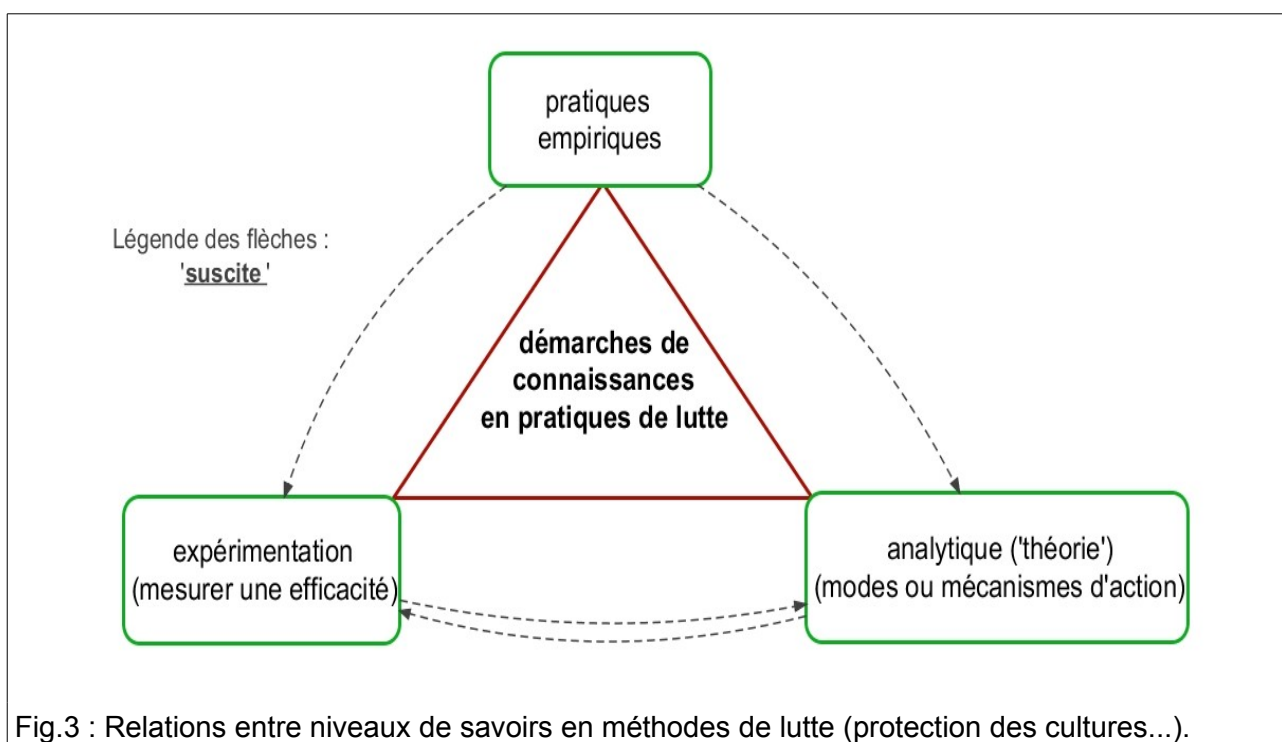 pratiques
empiriques
Légende des flèches :
'suscite '
démarches de
connaissances
en pratiques de lutte
expérimentation
(mesurer une efficacité)
analytique ('théorie')
(modes ou mécanismes d'action)
Fig.3 : Relations entre niveaux de savoirs en méthodes de lutte (protection des cultures...).